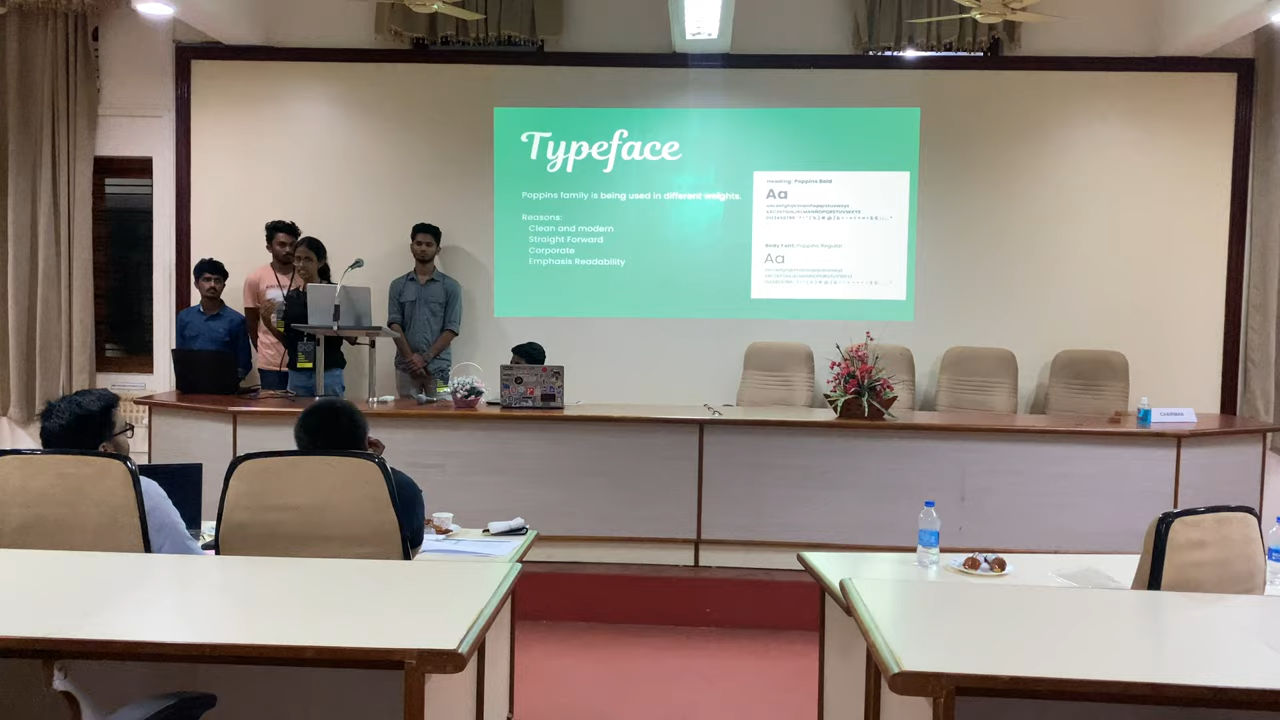 Typeface
Poppins family is being used in different weights.
Reasons:
Clean and modern
Straight Forward
Corporate
Emphasis Readability
Heading: Poppins Bold
Aa
Body Font: Poppins Regular
Aa
CHAIRMAN